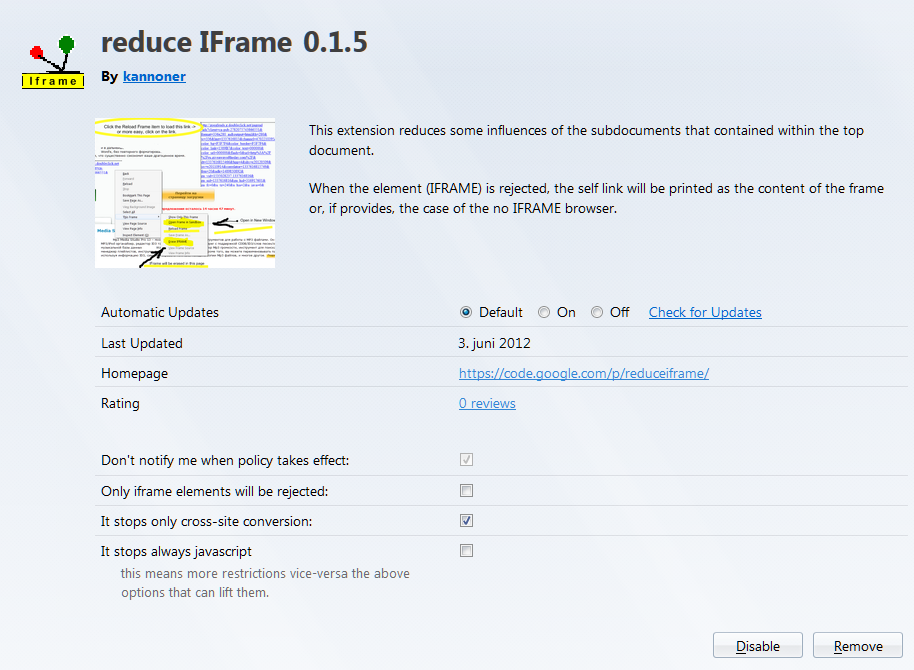 reduce IFrame 0.1.5
Iframe
By kannoner
Click the Reload Frame item to load this link ->
or more easy, click on the link.
Open in New Window
Iframe will be erased in this page
This extension reduces some influences of the subdocuments that contained within the top
document.
When the element (IFRAME) is rejected, the self link will be printed as the content of the frame
or, if provides, the case of the no IFRAME browser.
Automatic Updates Default On Off Check for Updates
Last Updated 3. juni 2012
Homepage https://code.google.com/p/reduceiframe/
Rating 0 reviews
Don't notify me when policy takes effect:
Only iframe elements will be rejected:
It stops only cross-site conversion:
It stops always javascript
this means more restrictions vice-versa the above
options that can lift them.
Disable Remove